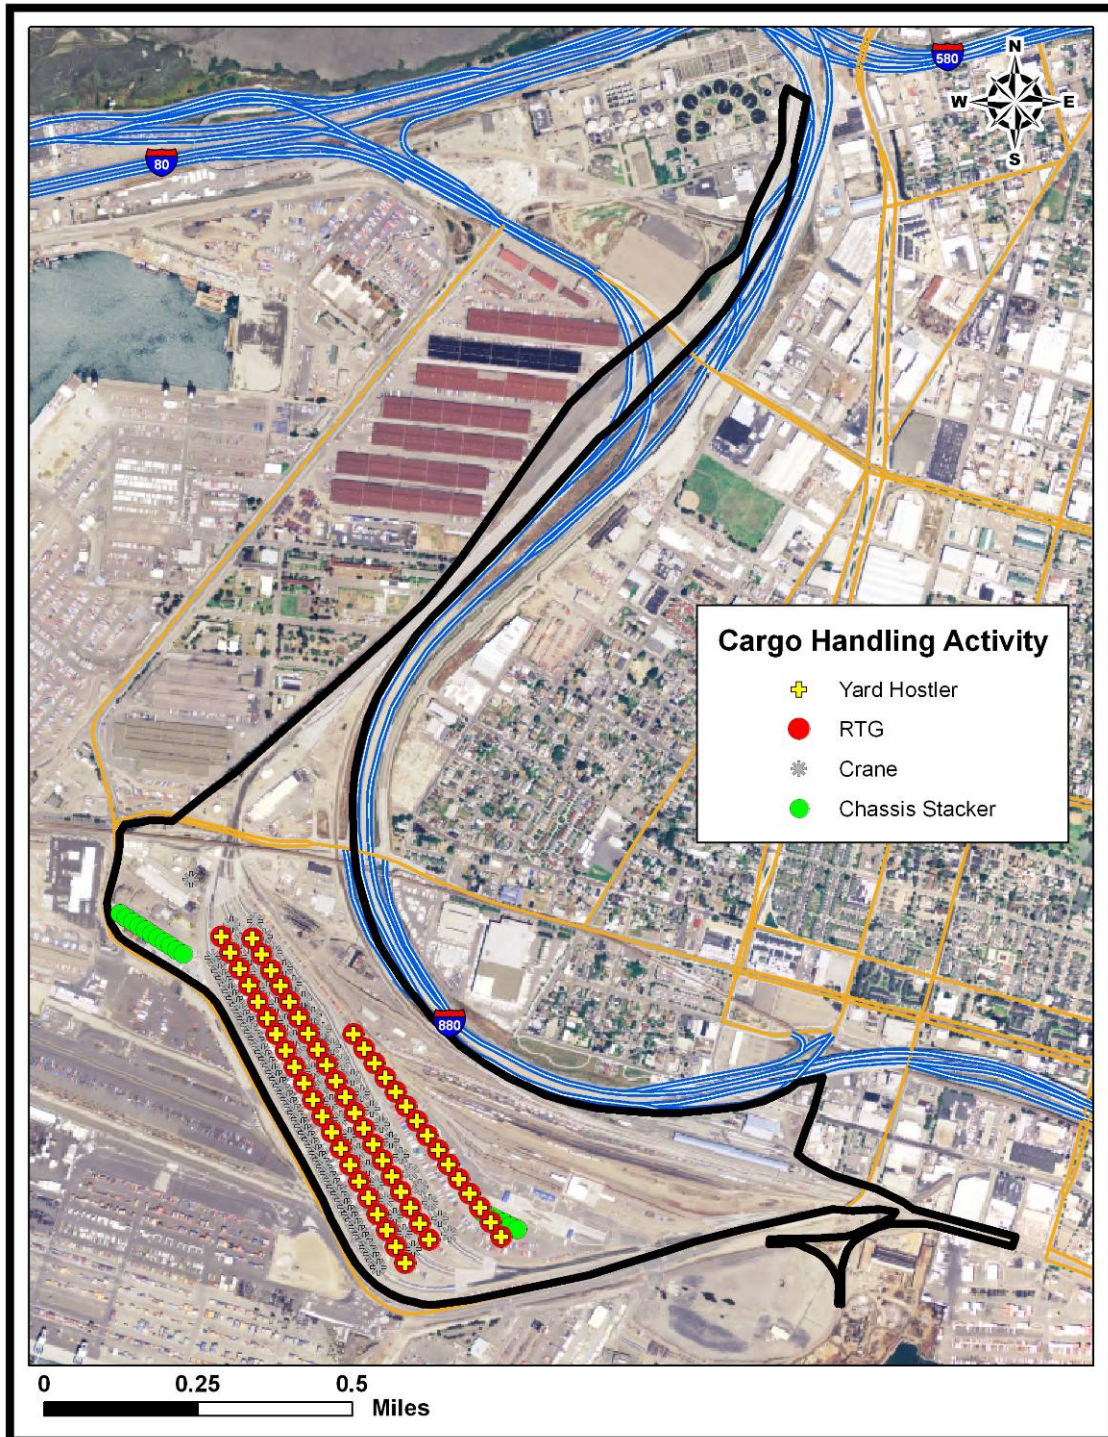 580
N
W
E
S
80
Cargo Handling Activity
Yard Hostler
RTG
Crane
Chassis Stacker
880
0
0.25
0.5
Miles